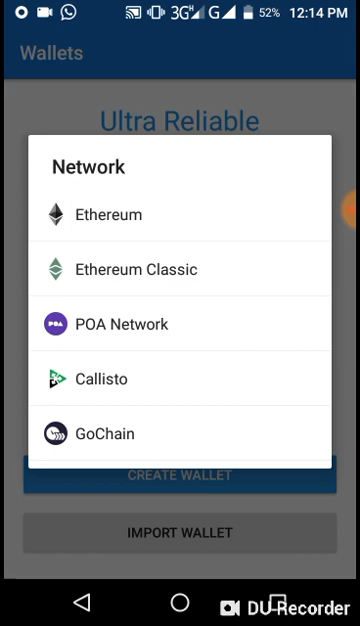 3G H G 52% 12:14 PM
Wallets
Ultra Reliable
Network
Ethereum
Ethereum Classic
POA POA Network
Callisto
GoChain
CREATE WALLET
IMPORT WALLET
DU Recorder